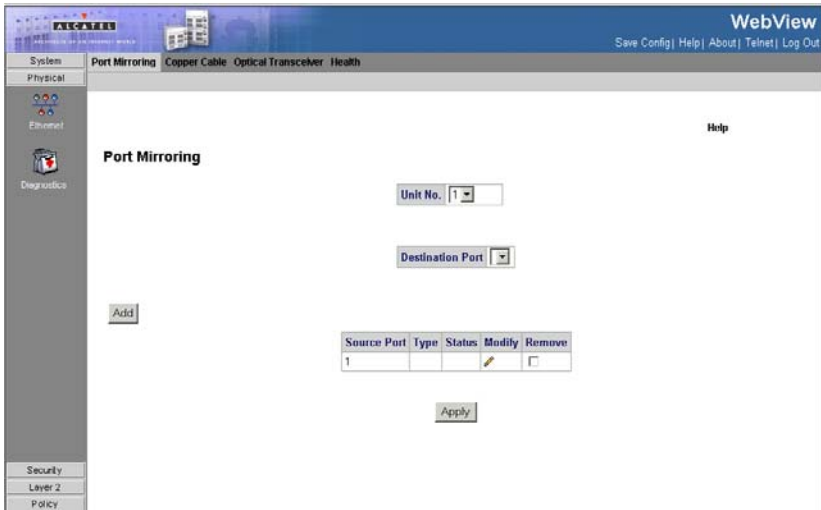 ALCATEL
WebView
Save Config| Help| About| Telnet| Log Out
System
Physical
Port Mirroring Copper Cable Optical Transceiver Health
Ethernet
Diagnostics
Help
Port Mirroring
Unit No. 1
Destination Port
Add
Source Port Type Status Modify Remove
1
Apply
Security
Layer 2
Policy